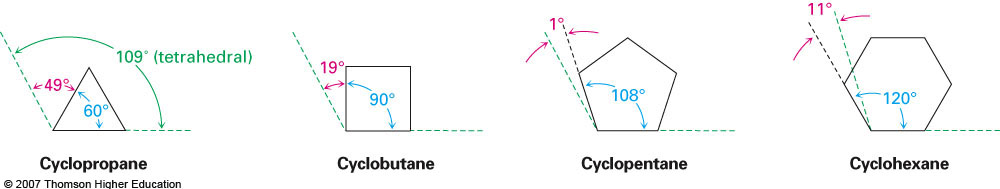 109° (tetrahedral)
49°
60°
Cyclopropane
19°
90°
Cyclobutane
1°
108°
Cyclopentane
11°
120°
Cyclohexane
© 2007 Thomson Higher Education